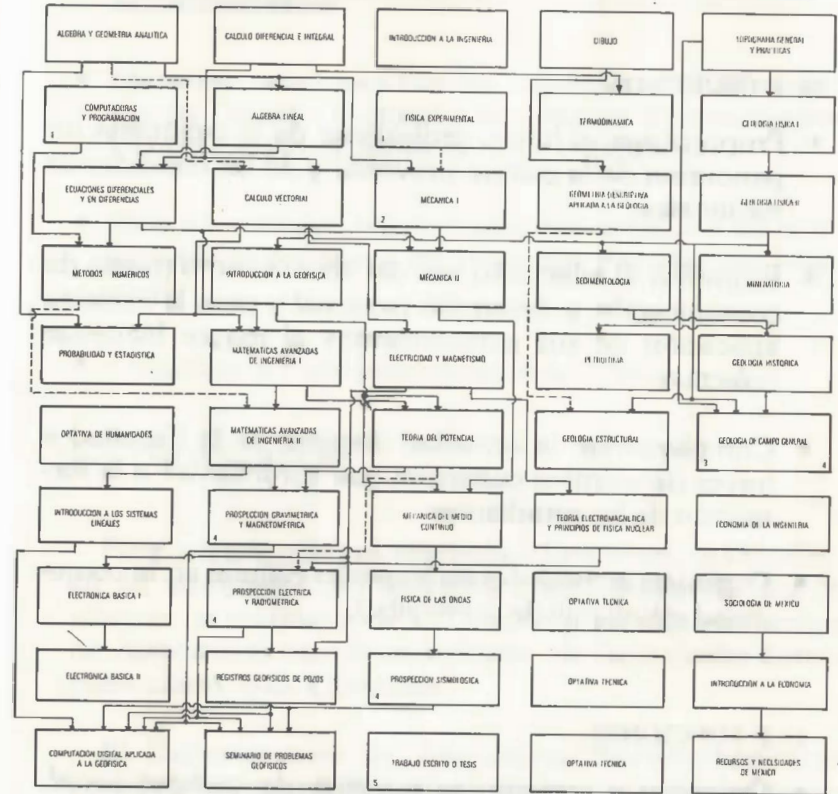 ALGEBRA Y GEOMETRIA ANALITICA
CALCULO DIFERENCIAL E INTEGRAL
INTRODUCCION A LA INGENIERIA
DIBUJO
TOPOGRAFIA GENERAL
Y PRACTICAS
COMPUTADORAS
Y PROGRAMACION
1
ALGEBRA LINEAL
FISICA EXPERIMENTAL
1
TERMODINAMICA
GEOLOGIA FISICA I
ECUACIONES DIFERENCIALES
Y EN DIFERENCIAS
CALCULO VECTORIAL
MECANICA I
2
GEOMETRIA DESCRIPTIVA
APLICADA A LA GEOLOGIA
GEOLOGIA FISICA II
METODOS NUMERICOS
INTRODUCCION A LA GEOFISICA
MECANICA II
SEDIMENTOLOGIA
MINERALOGIA
PROBABILIDAD Y ESTADISTICA
MATEMATICAS AVANZADAS
DE INGENIERIA I
ELECTRICIDAD Y MAGNETISMO
PETROLOGIA
GEOLOGIA HISTORICA
OPTATIVA DE HUMANIDADES
MATEMATICAS AVANZADAS
DE INGENIERIA II
TEORIA DEL POTENCIAL
GEOLOGIA ESTRUCTURAL
GEOLOGIA DE CAMPO GENERAL
3
4
INTRODUCCION A LOS SISTEMAS
LINEALES
PROSPECCION GRAVIMETRICA
Y MAGNETOMETRICA
4
MECANICA DEL MEDIO
CONTINUO
TEORIA ELECTROMAGNETICA
Y PRINCIPIOS DE FISICA NUCLEAR
ECONOMIA DE LA INGENIERIA
ELECTRONICA BASICA I
PROSPECCION ELECTRICA
Y RADIOMETRICA
4
FISICA DE LAS ONDAS
OPTATIVA TECNICA
SOCIOLOGIA DE MEXICO
ELECTRONICA BASICA II
REGISTROS GEOFISICOS DE POZOS
PROSPECCION SISMOLOGICA
4
OPTATIVA TECNICA
INTRODUCCION A LA ECONOMIA
COMPUTACION DIGITAL APLICADA
A LA GEOFISICA
SEMINARIO DE PROBLEMAS
GEOFISICOS
TRABAJO ESCRITO O TESIS
5
OPTATIVA TECNICA
RECURSOS Y NECESIDADES
DE MEXICO